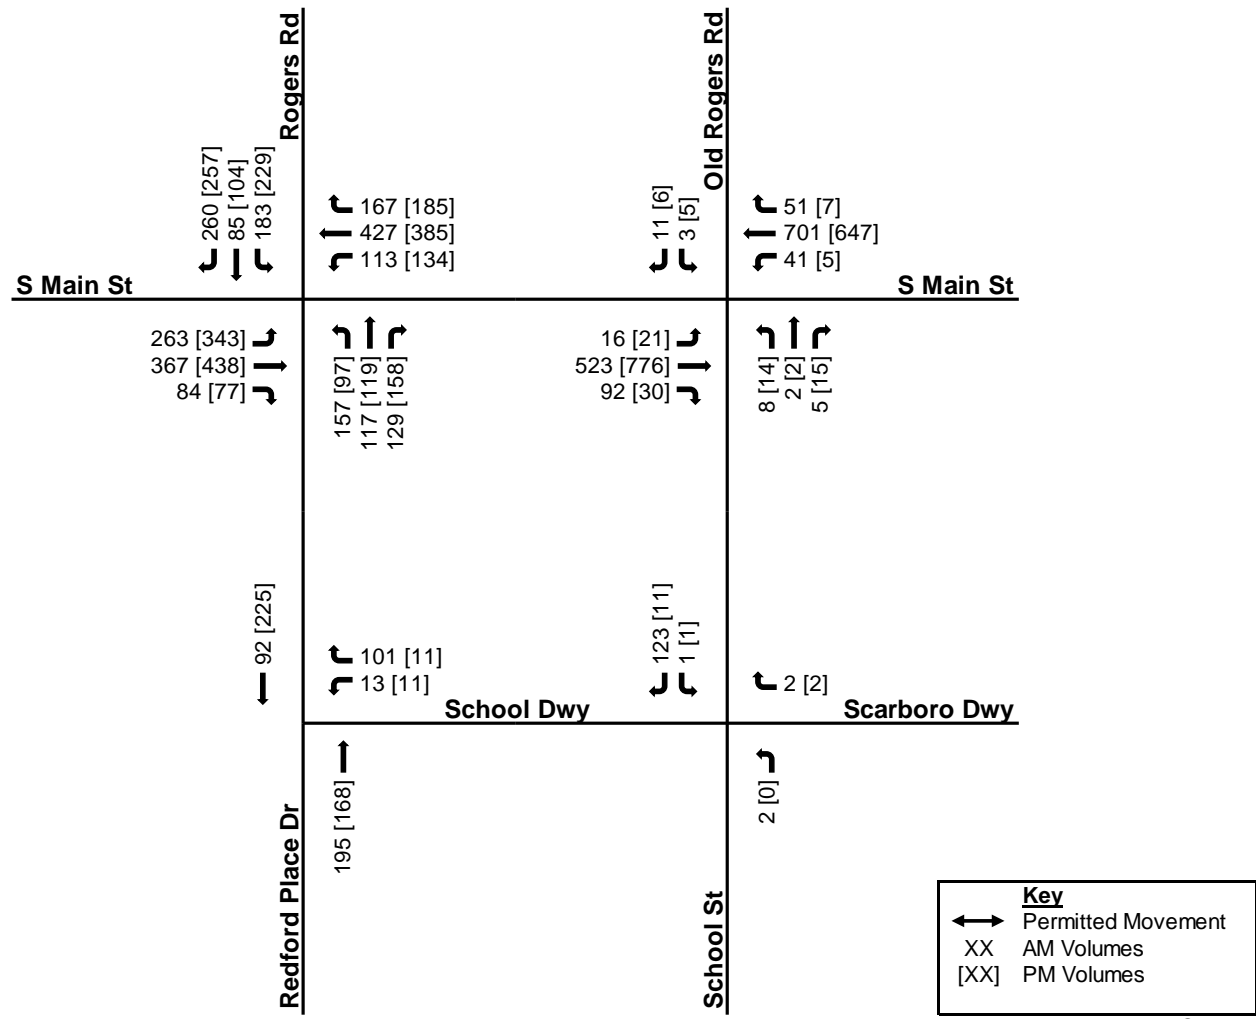 Rogers Rd
Old Rogers Rd
260 [257]
85 [104]
183 [229]
167 [185]
427 [385]
113 [134]
11 [6]
3 [5]
51 [7]
701 [647]
41 [5]
S Main St
S Main St
263 [343]
367 [438]
84 [77]
157 [97]
117 [119]
129 [158]
16 [21]
523 [776]
92 [30]
8 [14]
2 [2]
5 [15]
92 [225]
101 [11]
13 [11]
123 [11]
1 [1]
2 [2]
School Dwy
Scarboro Dwy
195 [168]
2 [0]
Redford Place Dr
School St
Key
Permitted Movement
XX AM Volumes
[XX] PM Volumes